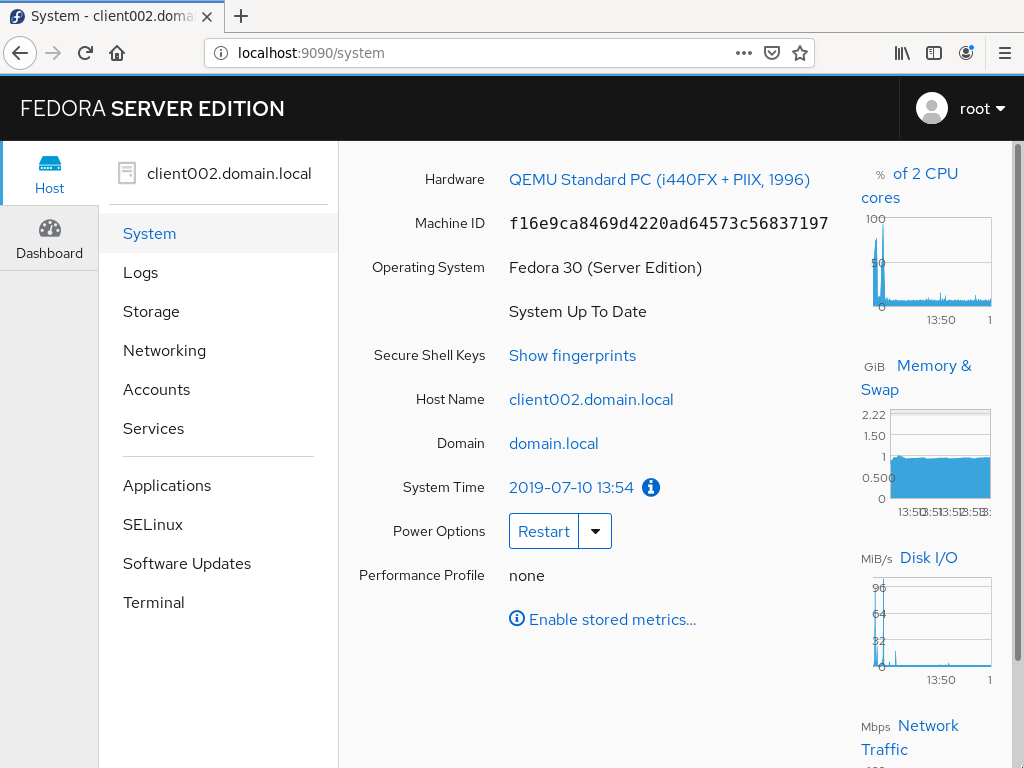 System - client002.doma
localhost:9090/system
FEDORA SERVER EDITION
root
Host
Dashboard
client002.domain.local
System
Logs
Storage
Networking
Accounts
Services
Applications
SELinux
Software Updates
Terminal
Hardware QEMU Standard PC (i440FX + PIIX, 1996)
Machine ID f16e9ca8469d4220ad64573c56837197
Operating System Fedora 30 (Server Edition)
System Up To Date
Secure Shell Keys Show fingerprints
Host Name client002.domain.local
Domain domain.local
System Time 2019-07-10 13:54
Power Options Restart
Performance Profile none
Enable stored metrics...
% of 2 CPU
cores
100
50
0
13:50 1
GiB Memory &
Swap
2.22
1.50
1
0.500
0
13:50 13:51 13:52 13:53 13:
MiB/s Disk I/O
96
64
32
0
13:50 1
Mbps Network
Traffic